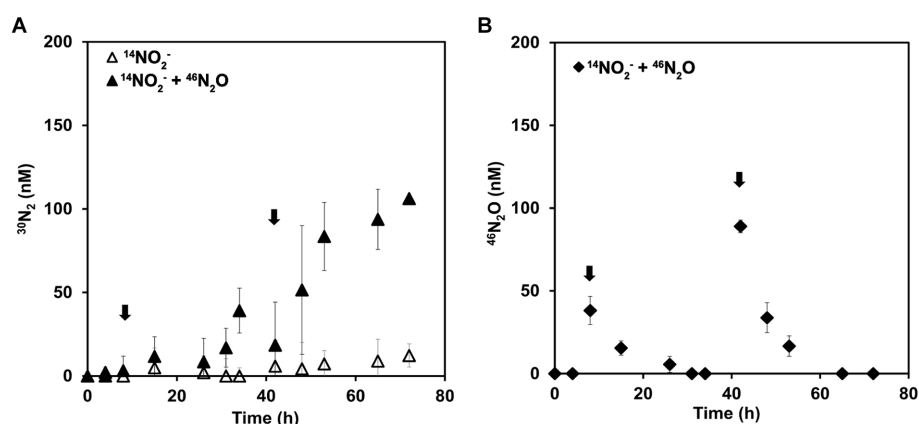 A
200
150
100
50
0
³⁰N₂ (nM)
¹⁴NO₂⁻
¹⁴NO₂⁻ + ⁴⁶N₂O
0 20 40 60 80
Time (h)
B
200
150
100
50
0
⁴⁶N₂O (nM)
¹⁴NO₂⁻ + ⁴⁶N₂O
0 20 40 60 80
Time (h)